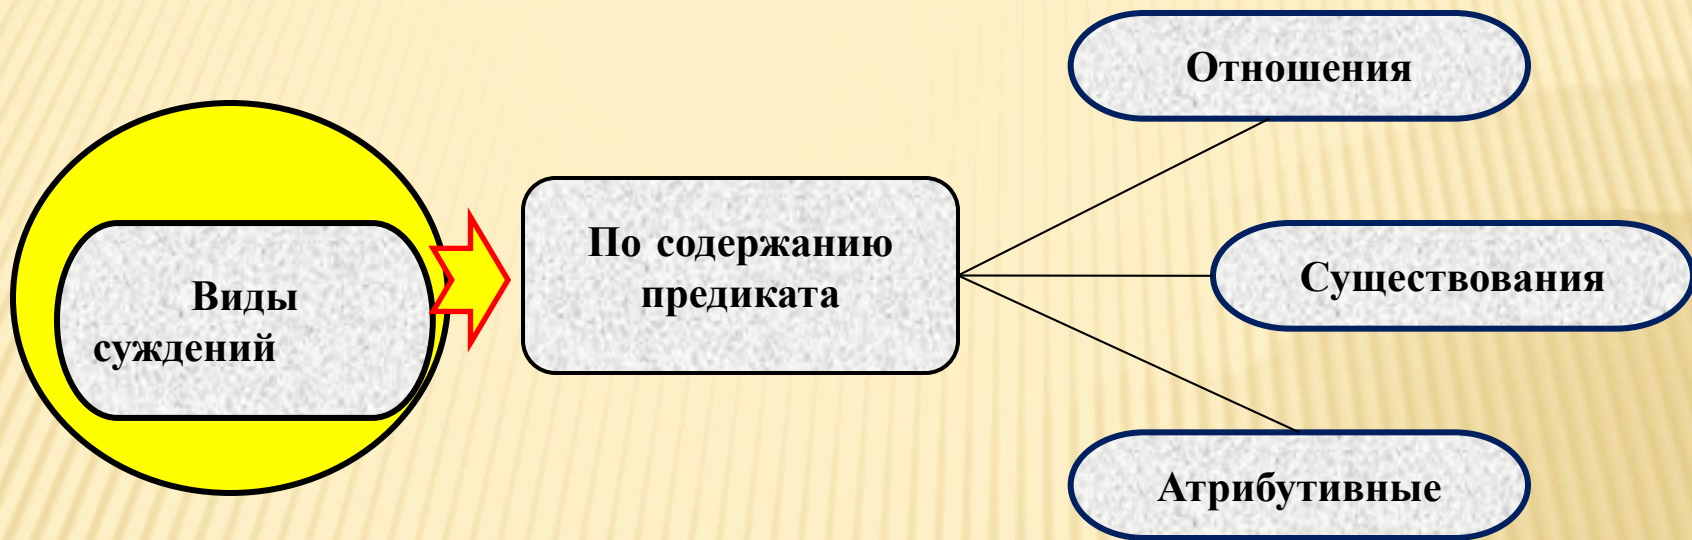 Виды
суждений
По содержанию
предиката
Отношения
Существования
Атрибутивные